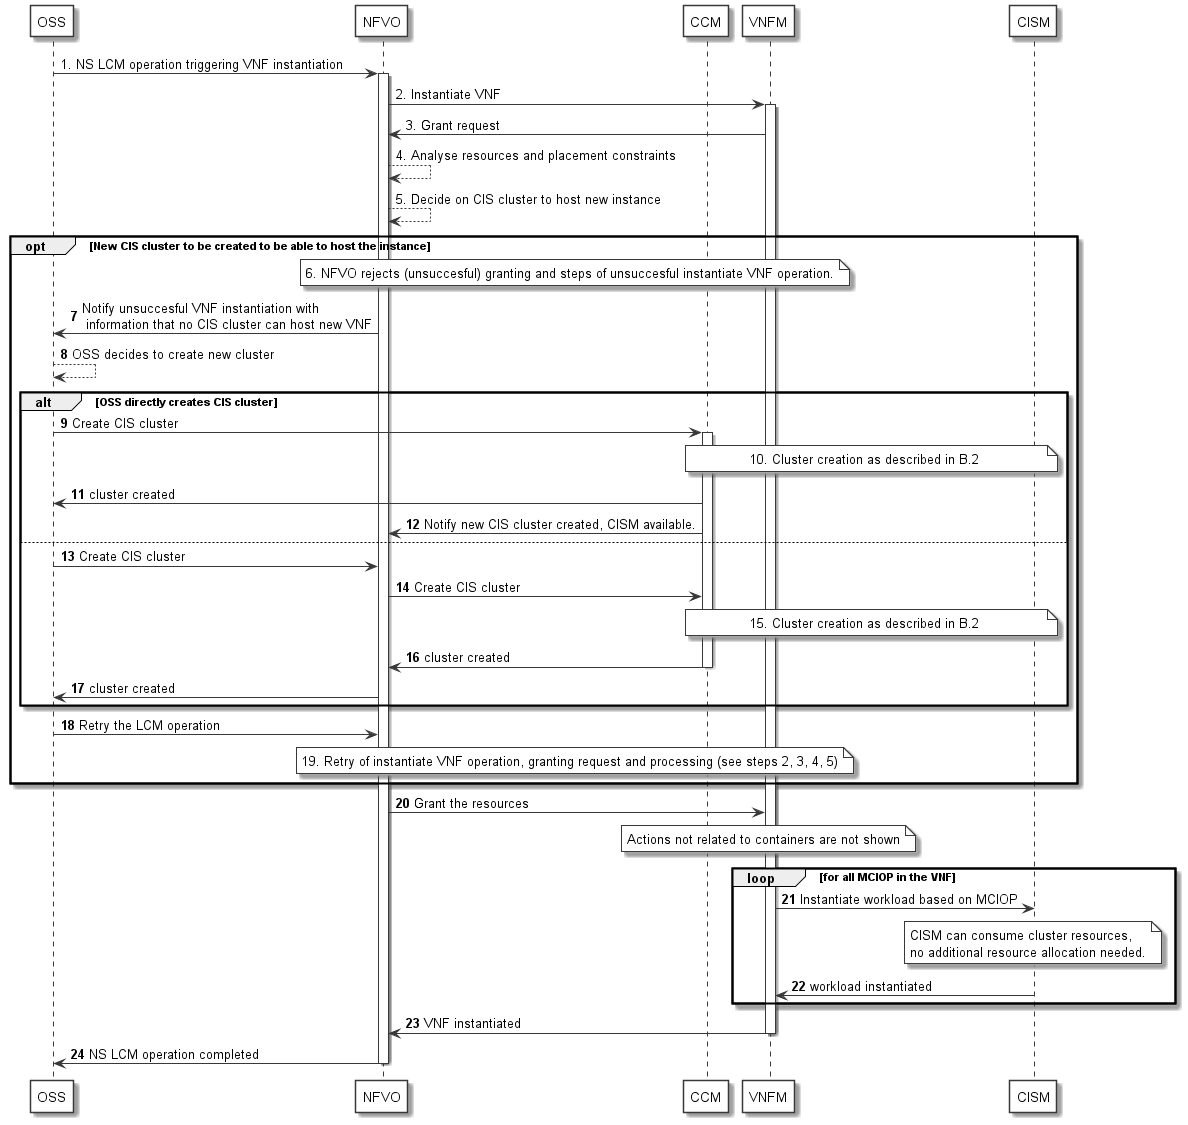 OSS NFVO CCM VNFM CISM
1. NS LCM operation triggering VNF instantiation
2. Instantiate VNF
3. Grant request
4. Analyse resources and placement constraints
5. Decide on CIS cluster to host new instance
opt [New CIS cluster to be created to be able to host the instance]
6. NFVO rejects (unsuccesful) granting and steps of unsuccesful instantiate VNF operation.
7 Notify unsuccesful VNF instantiation with
information that no CIS cluster can host new VNF
8 OSS decides to create new cluster
alt [OSS directly creates CIS cluster]
9 Create CIS cluster
10. Cluster creation as described in B.2
11 cluster created
12 Notify new CIS cluster created, CISM available.
13 Create CIS cluster
14 Create CIS cluster
15. Cluster creation as described in B.2
16 cluster created
17 cluster created
18 Retry the LCM operation
19. Retry of instantiate VNF operation, granting request and processing (see steps 2, 3, 4, 5)
20 Grant the resources
Actions not related to containers are not shown
loop [for all MCIOP in the VNF]
21 Instantiate workload based on MCIOP
CISM can consume cluster resources,
no additional resource allocation needed.
22 workload instantiated
23 VNF instantiated
24 NS LCM operation completed
OSS NFVO CCM VNFM CISM